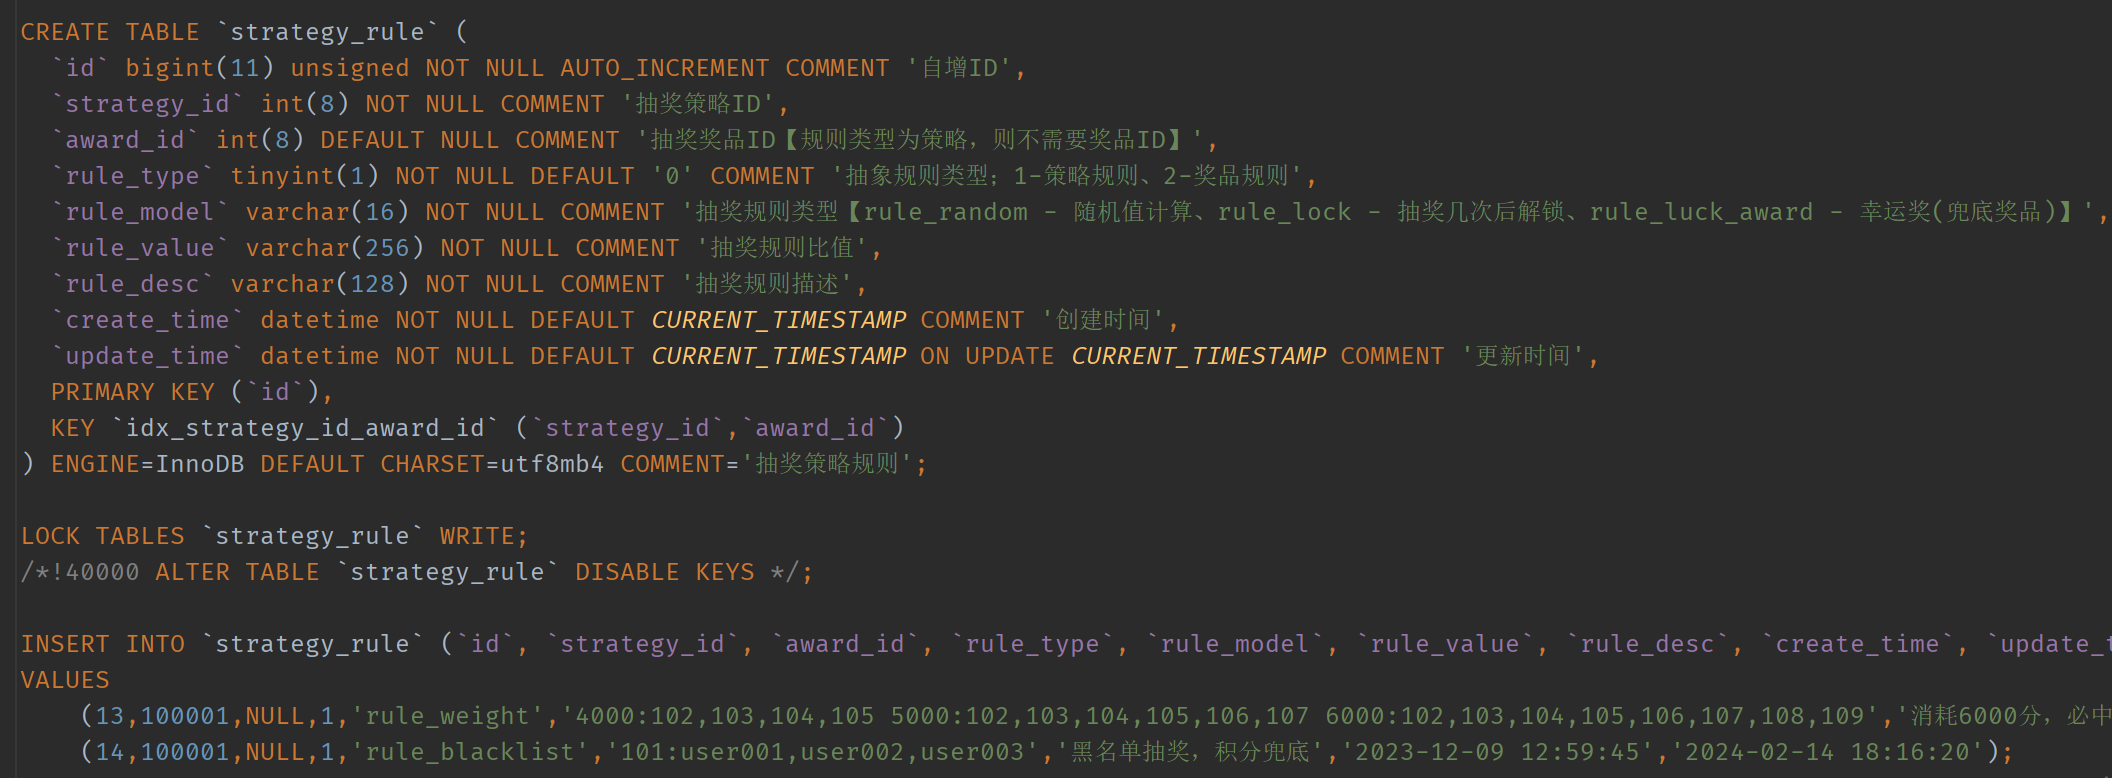 CREATE TABLE `strategy_rule` (
`id` bigint(11) unsigned NOT NULL AUTO_INCREMENT COMMENT '自增ID',
`strategy_id` int(8) NOT NULL COMMENT '抽奖策略ID',
`award_id` int(8) DEFAULT NULL COMMENT '抽奖奖品ID【规则类型为策略，则不需要奖品ID】',
`rule_type` tinyint(1) NOT NULL DEFAULT '0' COMMENT '抽象规则类型；1-策略规则、2-奖品规则',
`rule_model` varchar(16) NOT NULL COMMENT '抽奖规则类型【rule_random - 随机值计算、rule_lock - 抽奖几次后解锁、rule_luck_award - 幸运奖(兜底奖品)】',
`rule_value` varchar(256) NOT NULL COMMENT '抽奖规则比值',
`rule_desc` varchar(128) NOT NULL COMMENT '抽奖规则描述',
`create_time` datetime NOT NULL DEFAULT CURRENT_TIMESTAMP COMMENT '创建时间',
`update_time` datetime NOT NULL DEFAULT CURRENT_TIMESTAMP ON UPDATE CURRENT_TIMESTAMP COMMENT '更新时间',
PRIMARY KEY (`id`),
KEY `idx_strategy_id_award_id` (`strategy_id`,`award_id`)
) ENGINE=InnoDB DEFAULT CHARSET=utf8mb4 COMMENT='抽奖策略规则';
LOCK TABLES `strategy_rule` WRITE;
/*!40000 ALTER TABLE `strategy_rule` DISABLE KEYS */;
INSERT INTO `strategy_rule` (`id`, `strategy_id`, `award_id`, `rule_type`, `rule_model`, `rule_value`, `rule_desc`, `create_time`, `update_t
VALUES
(13,100001,NULL,1,'rule_weight','4000:102,103,104,105 5000:102,103,104,105,106,107 6000:102,103,104,105,106,107,108,109','消耗6000分，必中
(14,100001,NULL,1,'rule_blacklist','101:user001,user002,user003','黑名单抽奖，积分兜底','2023-12-09 12:59:45','2024-02-14 18:16:20');